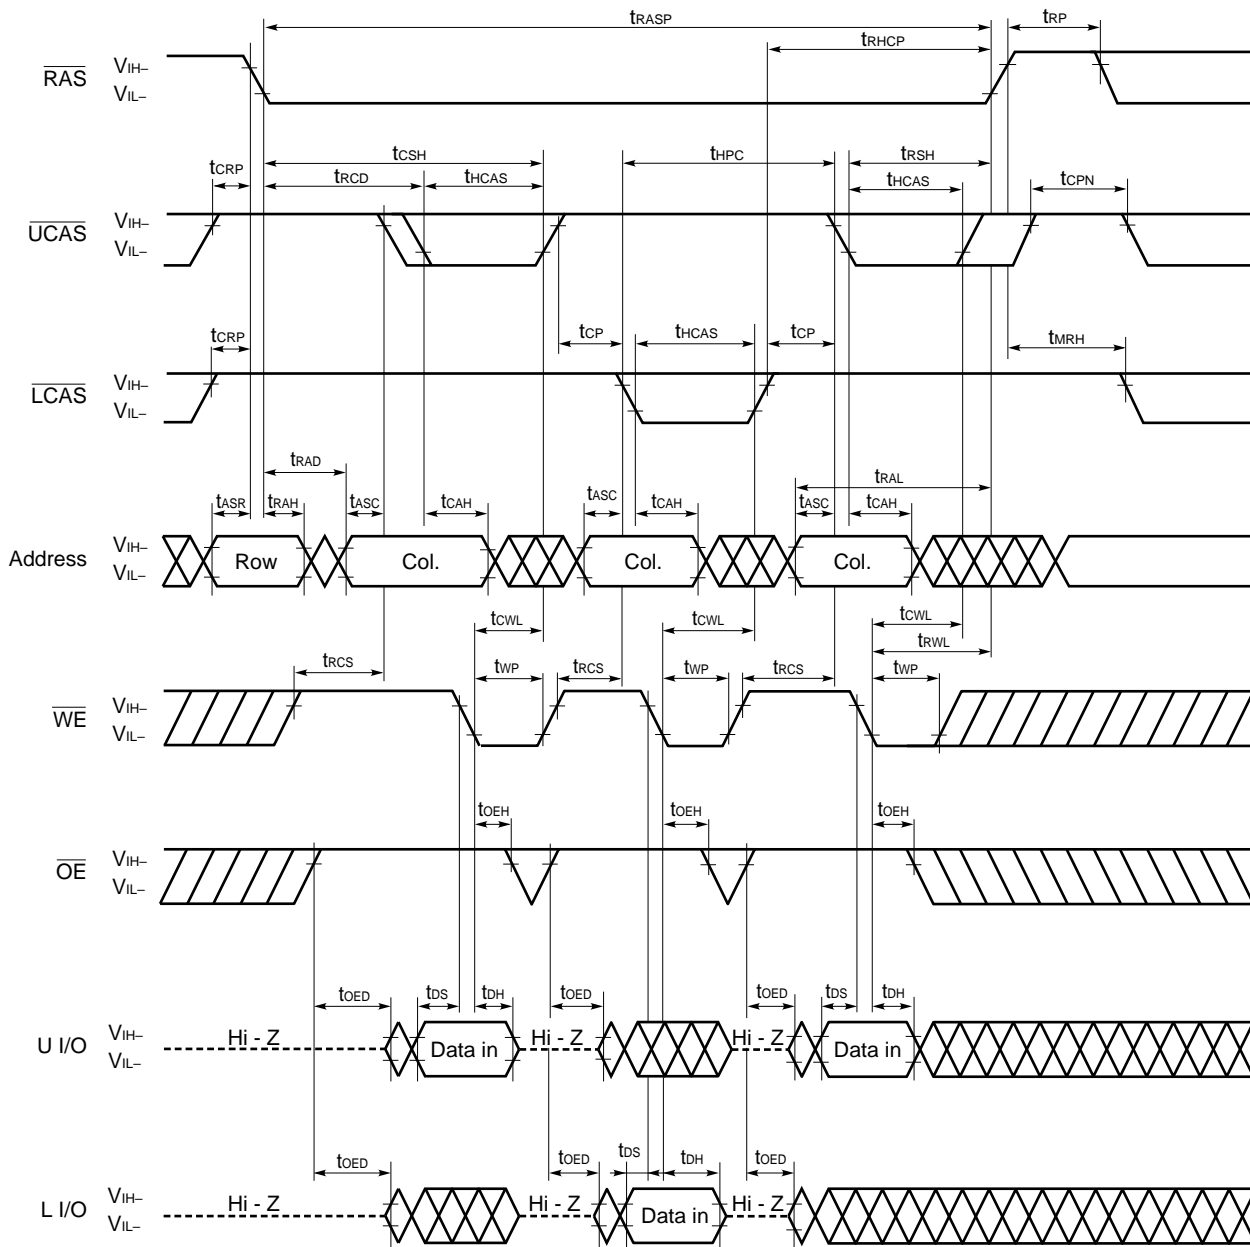 tRASP
tRP
tRHCP
RAS VIH–
VIL–
tCSH
tHPC
tRSH
tCRP
tRCD
tHCAS
tHCAS
tCPN
UCAS VIH–
VIL–
tCRP
tCP
tHCAS
tCP
tMRH
LCAS VIH–
VIL–
tRAD
tRAL
tASR
tRAH
tASC
tCAH
tASC
tCAH
tASC
tCAH
Address VIH–
VIL–
Row
Col.
Col.
Col.
tCWL
tCWL
tCWL
tRWL
tRCS
tWP
tRCS
tWP
tRCS
tWP
WE VIH–
VIL–
tOEH
tOEH
tOEH
OE VIH–
VIL–
tOED
tDS
tDH
tOED
tOED
tDS
tDH
U I/O VIH–
VIL–
Hi - Z
Data in
Hi - Z
Hi - Z
Data in
tOED
tOED
tDS
tDH
tOED
L I/O VIH–
VIL–
Hi - Z
Hi - Z
Data in
Hi - Z